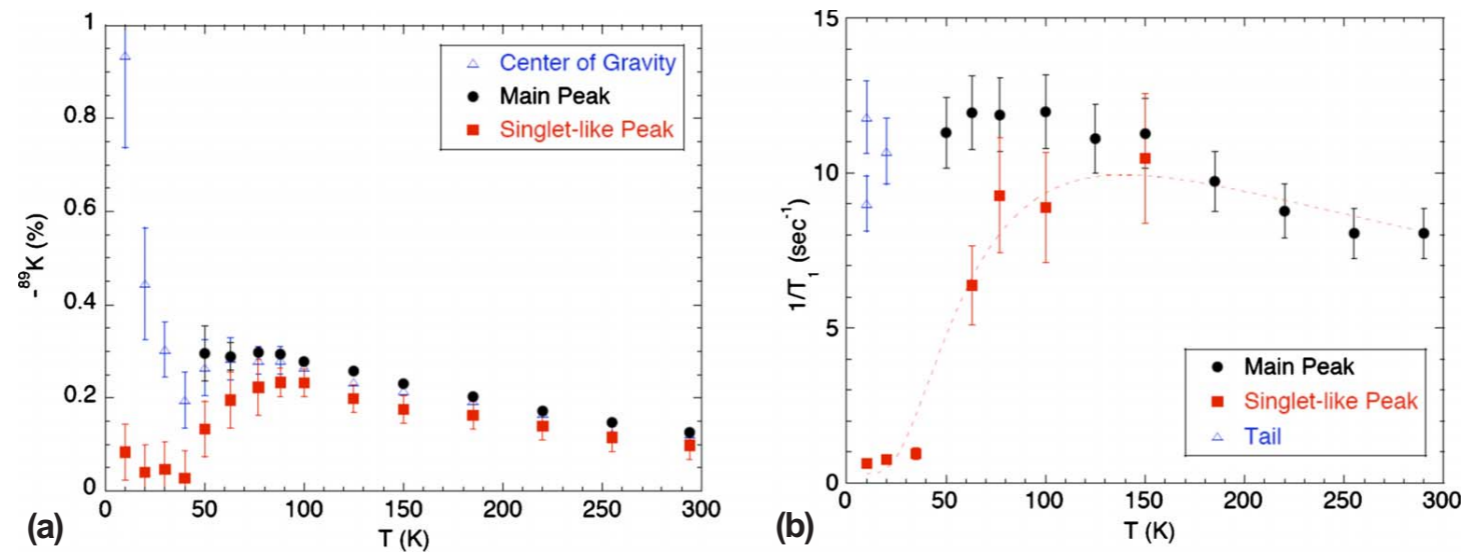 1
0.8
0.6
0.4
0.2
0
-⁸⁹K (%)
Center of Gravity
Main Peak
Singlet-like Peak
0 50 100 150 200 250 300
T (K)
(a)
15
10
5
0
1/T₁ (sec⁻¹)
Main Peak
Singlet-like Peak
Tail
0 50 100 150 200 250 300
T (K)
(b)